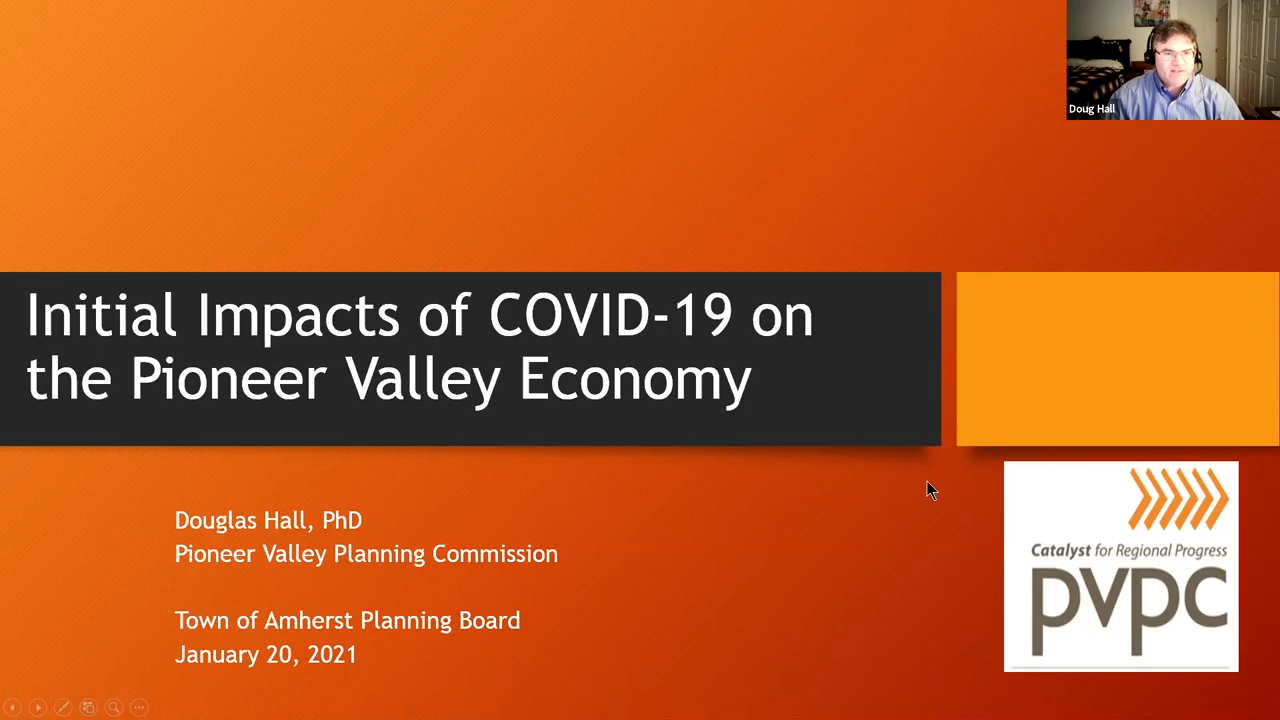 Doug Hall
Initial Impacts of COVID-19 on
the Pioneer Valley Economy
Douglas Hall, PhD
Pioneer Valley Planning Commission
Town of Amherst Planning Board
January 20, 2021
Catalyst for Regional Progress
pvpc